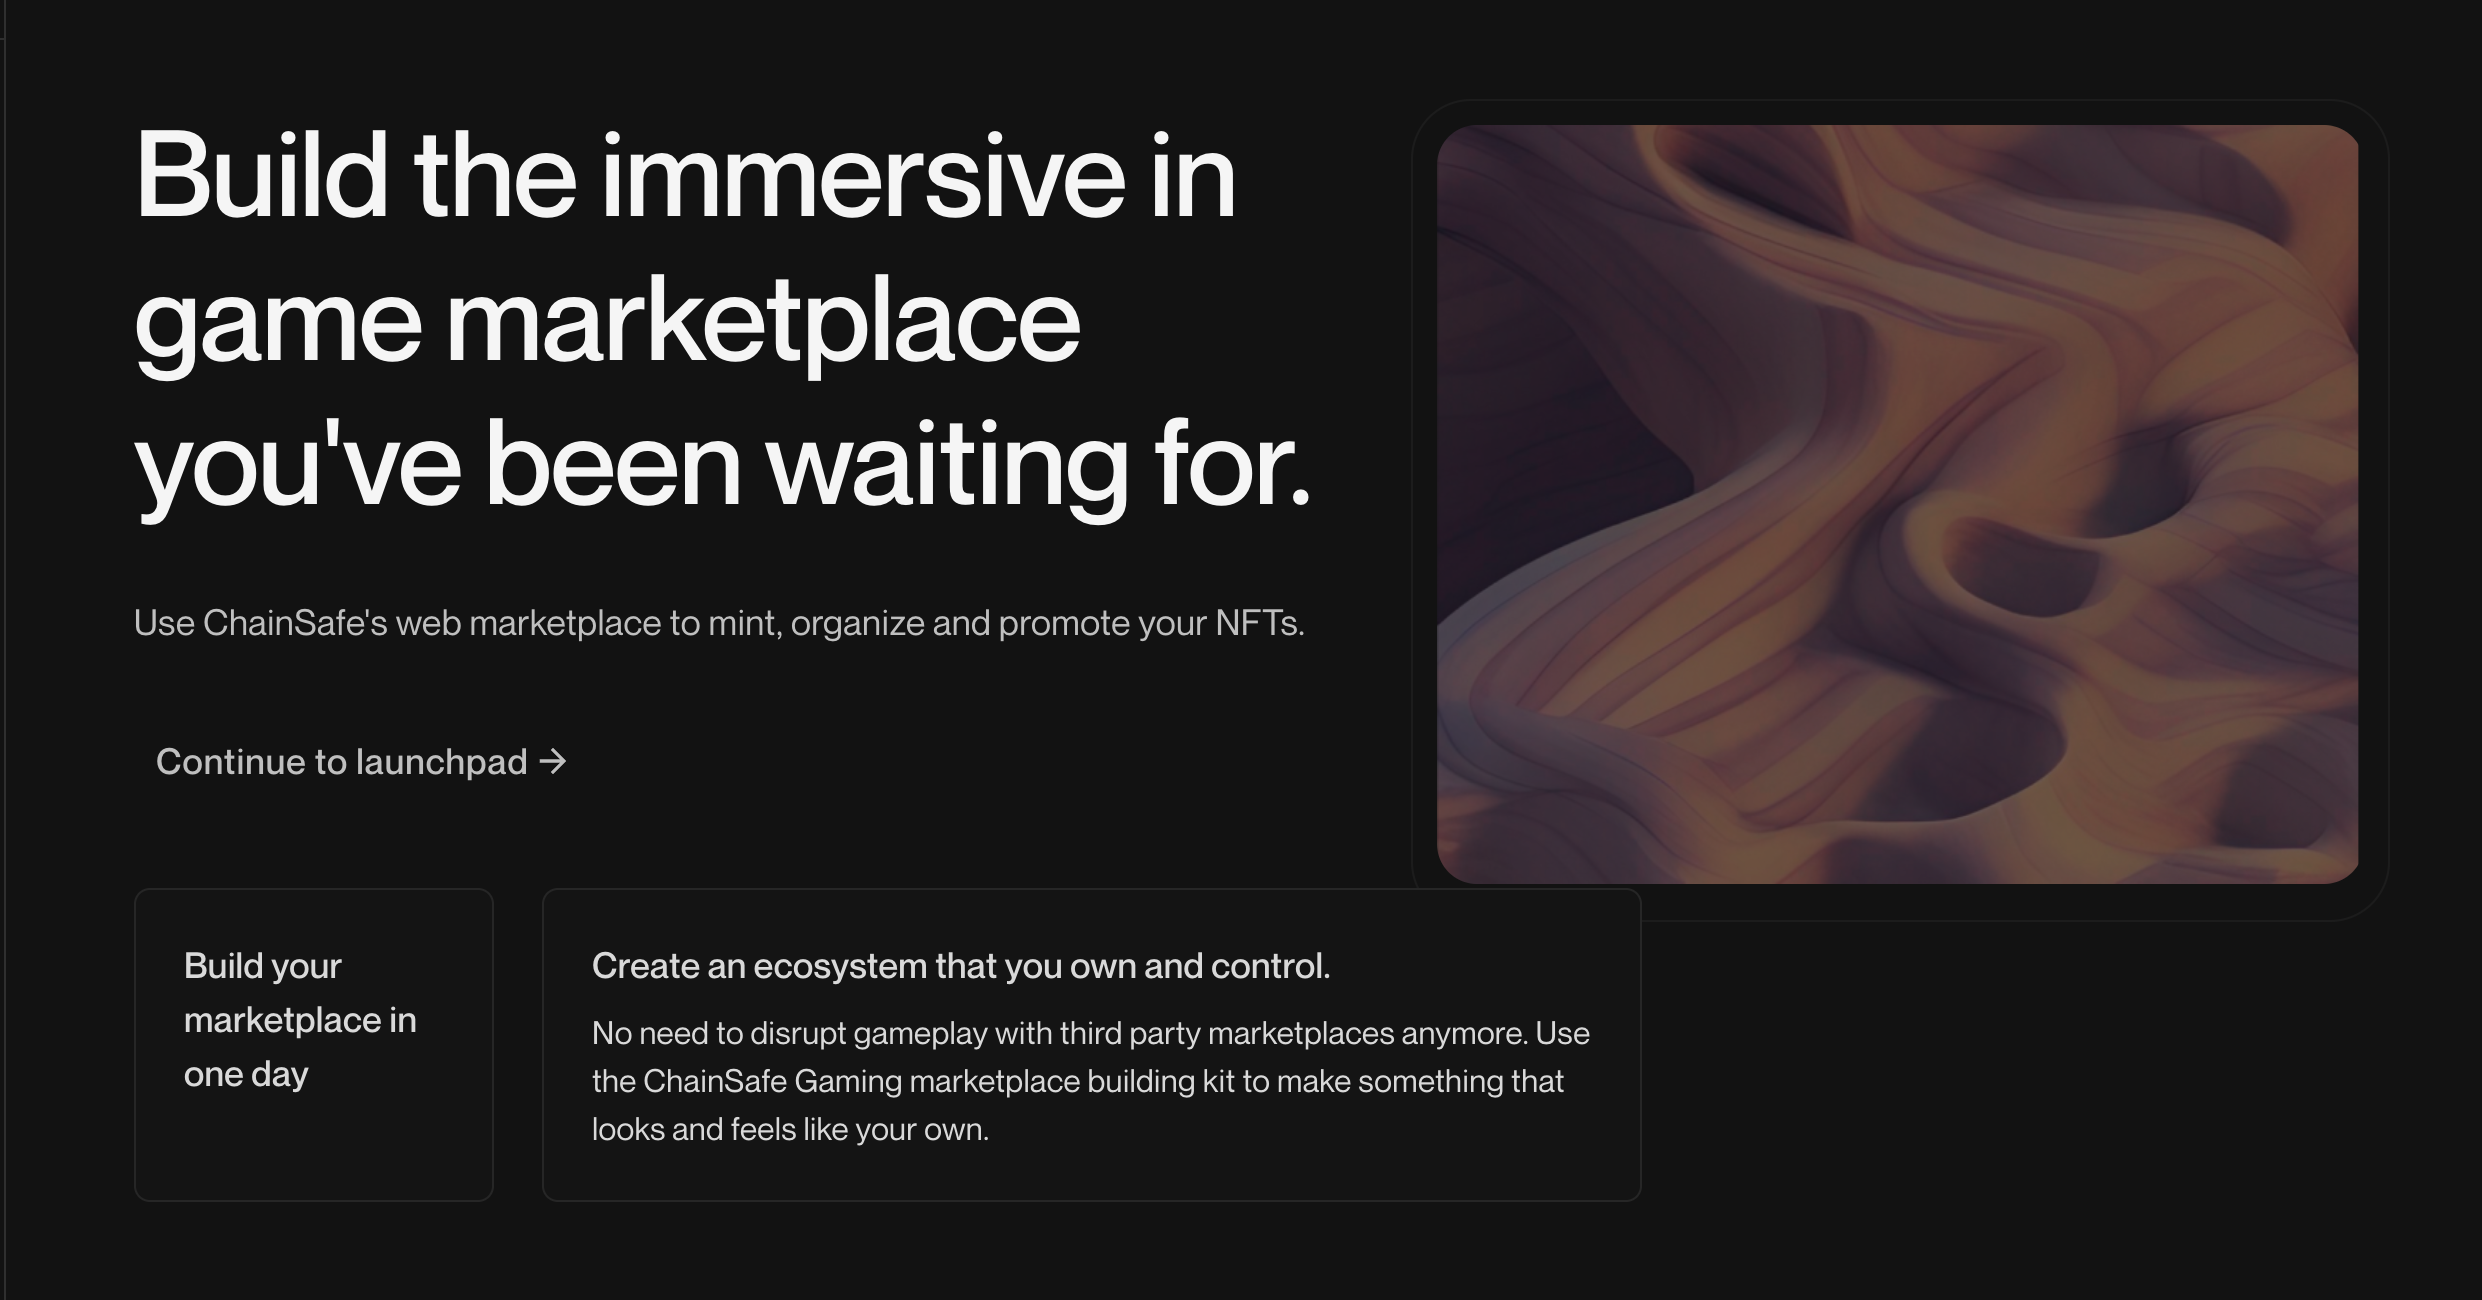 Build the immersive in
game marketplace
you've been waiting for.
Use ChainSafe's web marketplace to mint, organize and promote your NFTs.
Continue to launchpad →
Build your
marketplace in
one day
Create an ecosystem that you own and control.
No need to disrupt gameplay with third party marketplaces anymore. Use
the ChainSafe Gaming marketplace building kit to make something that
looks and feels like your own.